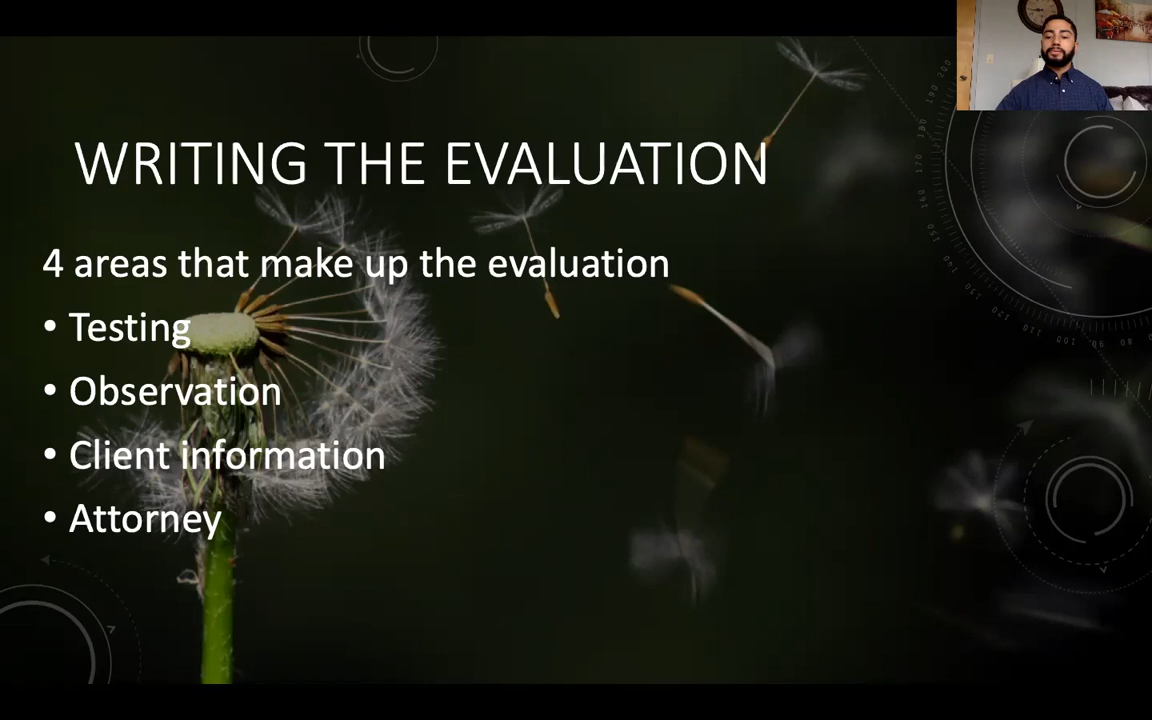 WRITING THE EVALUATION
4 areas that make up the evaluation
• Testing
• Observation
• Client information
• Attorney